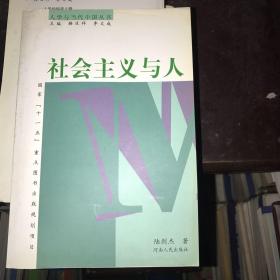 人学与当代中国丛书
主编 韩庆祥 李文成
社会主义与人
国家“十一五”重点图书出版规划项目
陆剑杰 著
河南人民出版社